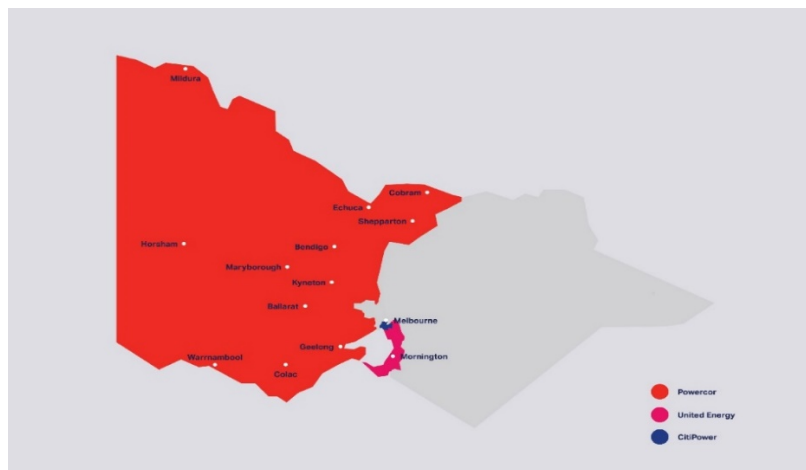 Mildura
Cobram
Echuca
Shepparton
Horsham
Bendigo
Maryborough
Kyneton
Ballarat
Melbourne
Geelong
Mornington
Warrnambool
Colac
Powercor
United Energy
CitiPower